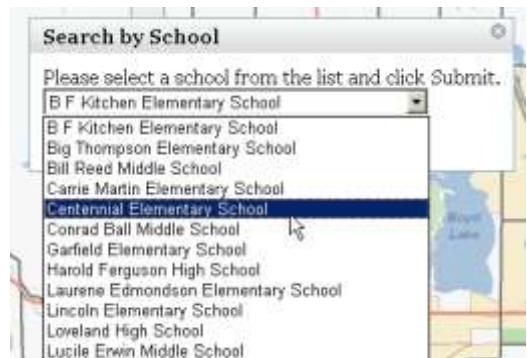 Search by School
Please select a school from the list and click Submit.
B F Kitchen Elementary School
B F Kitchen Elementary School
Big Thompson Elementary School
Bill Reed Middle School
Carrie Martin Elementary School
Centennial Elementary School
Conrad Ball Middle School
Garfield Elementary School
Harold Ferguson High School
Laurene Edmondson Elementary School
Lincoln Elementary School
Loveland High School
Lucile Erwin Middle School
Boyd
Lake